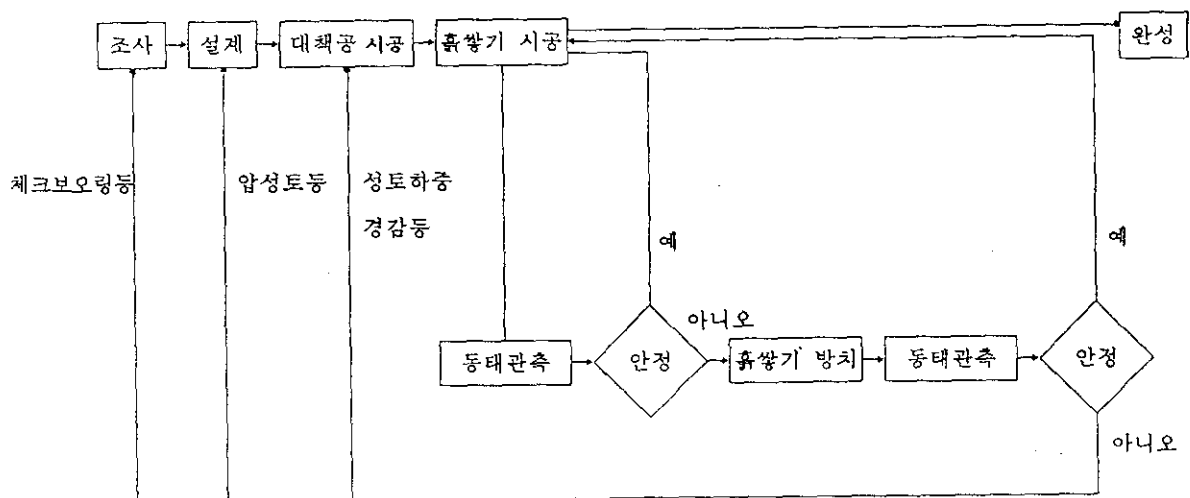 조사
설계
대책공 시공
흙쌓기 시공
완성
체크보오링등
압성토등
성토하중
경감등
예
예
아니오
동태관측
안정
흙쌓기 방치
동태관측
안정
아니오